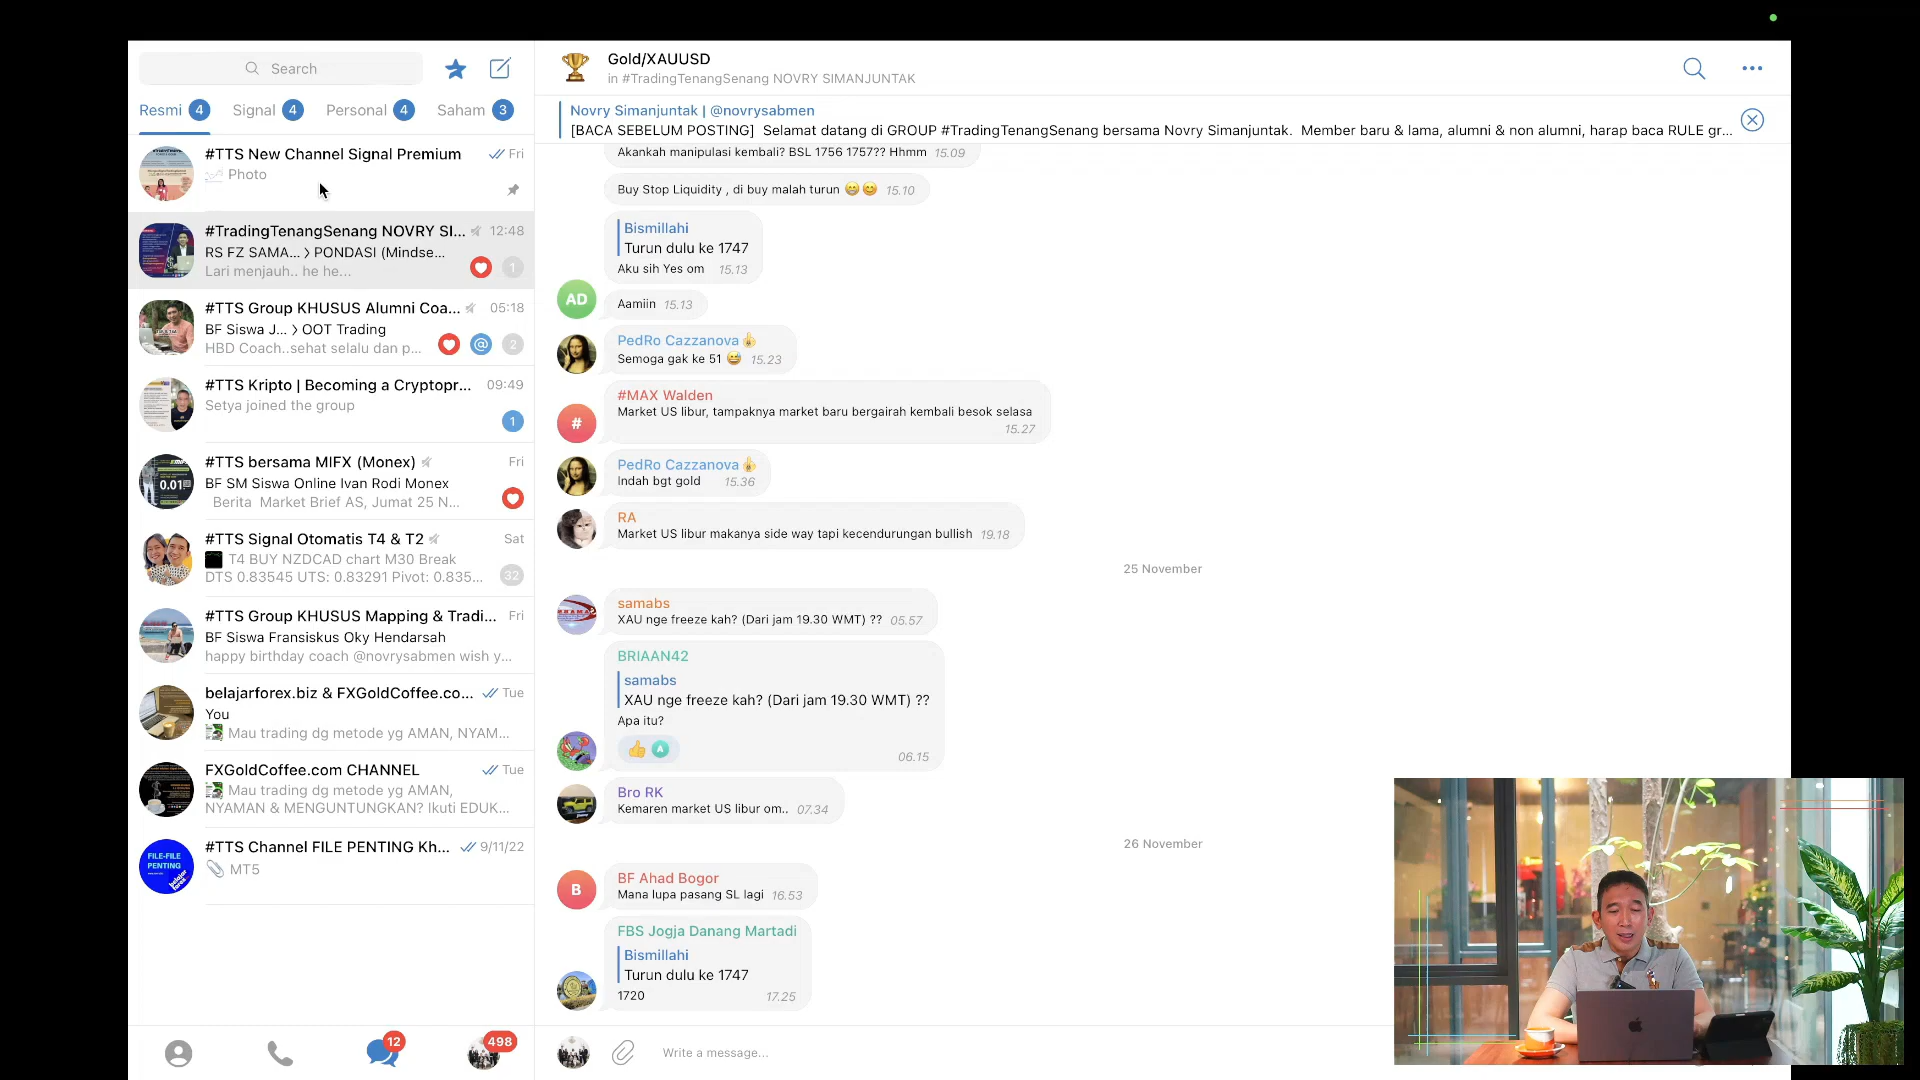 Search
Resmi 4 Signal 4 Personal 4 Saham 3
#TTS New Channel Signal Premium Fri
Photo
#TradingTenangSenang NOVRY SI... 12:48
RS FZ SAMA... > PONDASI (Mindse...
Lari menjauh.. he he... 1
#TTS Group KHUSUS Alumni Coa... 05:18
BF Siswa J... > OOT Trading
HBD Coach..sehat selalu dan p... @ 2
#TTS Kripto | Becoming a Cryptopr... 09:49
Setya joined the group
1
#TTS bersama MIFX (Monex) Fri
BF SM Siswa Online Ivan Rodi Monex
Berita Market Brief AS, Jumat 25 N...
0.01
#TTS Signal Otomatis T4 & T2 Sat
T4 BUY NZDCAD chart M30 Break
DTS 0.83545 UTS: 0.83291 Pivot: 0.835... 32
#TTS Group KHUSUS Mapping & Tradi... Fri
BF Siswa Fransiskus Oky Hendarsah
happy birthday coach @novrysabmen wish y...
belajarforex.biz & FXGoldCoffee.co... Tue
You
Mau trading dg metode yg AMAN, NYAM...
FXGoldCoffee.com CHANNEL Tue
Mau trading dg metode yg AMAN,
NYAMAN & MENGUNTUNGKAN? Ikuti EDUK...
#TTS Channel FILE PENTING Kh... 9/11/22
MT5
FILE-FILE
PENTING
12 498
Gold/XAUUSD
in #TradingTenangSenang NOVRY SIMANJUNTAK
Novry Simanjuntak | @novrysabmen
[BACA SEBELUM POSTING] Selamat datang di GROUP #TradingTenangSenang bersama Novry Simanjuntak. Member baru & lama, alumni & non alumni, harap baca RULE gr...
Akankah manipulasi kembali? BSL 1756 1757?? Hhmm 15.09
Buy Stop Liquidity , di buy malah turun 😁😊 15.10
Bismillahi
Turun dulu ke 1747
Aku sih Yes om 15.13
AD
Aamiin 15.13
PedRo Cazzanova👍
Semoga gak ke 51 😅 15.23
#MAX Walden
Market US libur, tampaknya market baru bergairah kembali besok selasa
15.27
#
PedRo Cazzanova👍
Indah bgt gold 15.36
RA
Market US libur makanya side way tapi kecendurungan bullish 19.18
25 November
samabs
XAU nge freeze kah? (Dari jam 19.30 WMT) ?? 05.57
BRIAAN42
samabs
XAU nge freeze kah? (Dari jam 19.30 WMT) ??
Apa itu?
👍 A
06.15
Bro RK
Kemaren market US libur om.. 07.34
26 November
BF Ahad Bogor
B
Mana lupa pasang SL lagi 16.53
FBS Jogja Danang Martadi
Bismillahi
Turun dulu ke 1747
1720 17.25
Write a message...